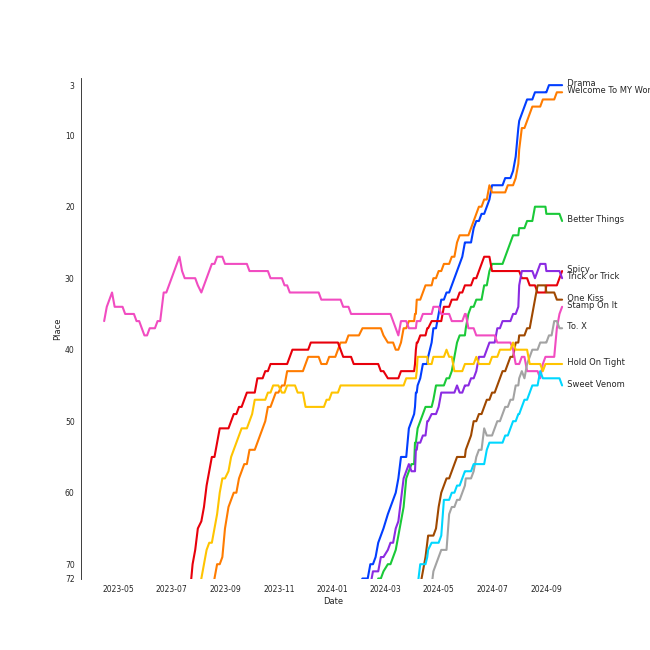 Drama
Welcome To MY Wor
Better Things
Spicy
Trick or Trick
One Kiss
Stamp On It
To. X
Hold On Tight
Sweet Venom
Place
3
10
20
30
40
50
60
70
72
2023-05
2023-07
2023-09
2023-11
2024-01
2024-03
2024-05
2024-07
2024-09
Date